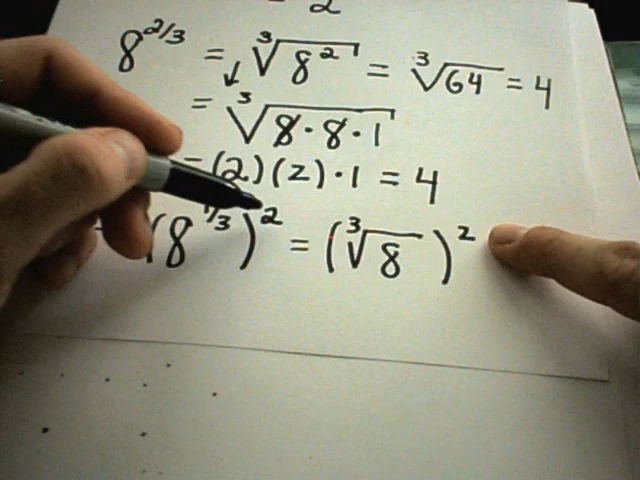 2
8^{2/3} = ∛8² = ∛64 = 4
= ∛8·8·1
= (2)(2)·1 = 4
= (8^{1/3})² = (∛8)²